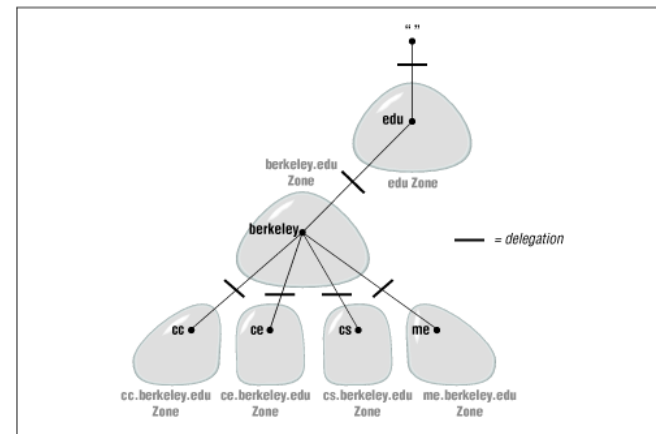 “ ”
edu
berkeley.edu
Zone
edu Zone
berkeley
= delegation
cc
ce
cs
me
cc.berkeley.edu
Zone
ce.berkeley.edu
Zone
cs.berkeley.edu
Zone
me.berkeley.edu
Zone